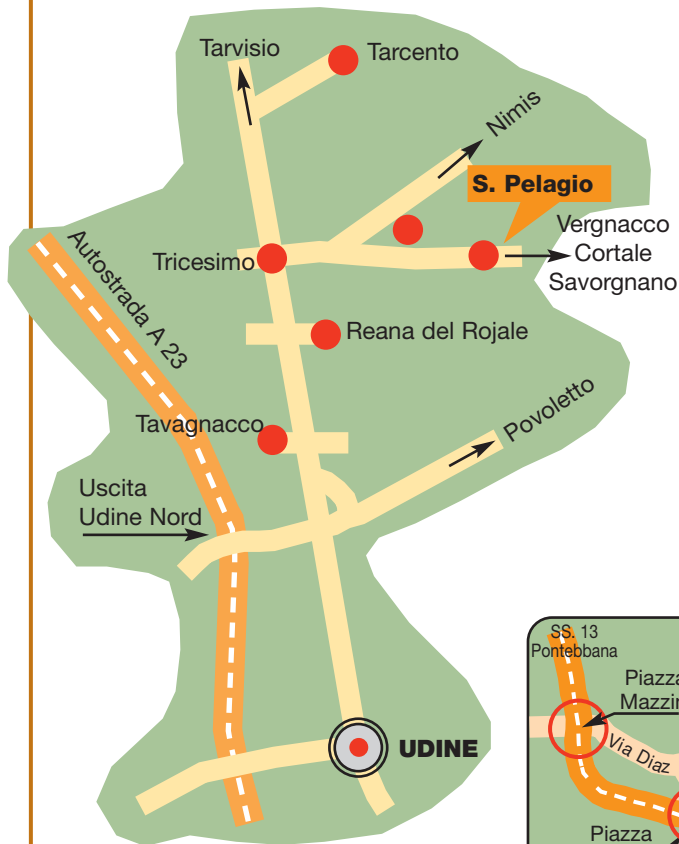 Tarvisio
Tarcento
Nimis
S. Pelagio
Vergnacco
Cortale
Savorgnano
Tricesimo
Autostrada A 23
Reana del Rojale
Tavagnacco
Povoletto
Uscita
Udine Nord
UDINE
SS. 13
Pontebbana
Piazza
Via Diaz
Piazza